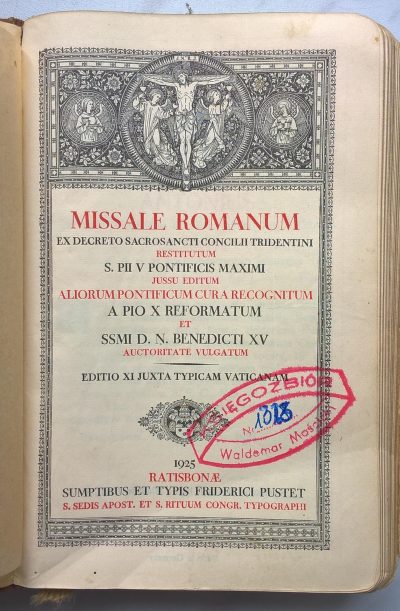 MISSALE ROMANUM
EX DECRETO SACROSANCTI CONCILII TRIDENTINI
RESTITUTUM
S. PII V PONTIFICIS MAXIMI
JUSSU EDITUM
ALIORUM PONTIFICUM CURA RECOGNITUM
A PIO X REFORMATUM
ET
SSMI D. N. BENEDICTI XV
AUCTORITATE VULGATUM
EDITIO XI JUXTA TYPICAM VATICANAM
KSIĘGOZBIÓR
Nr.
Waldemar
1925
RATISBONÆ
SUMPTIBUS ET TYPIS FRIDERICI PUSTET
S. SEDIS APOST. ET S. RITUUM CONGR. TYPOGRAPHI